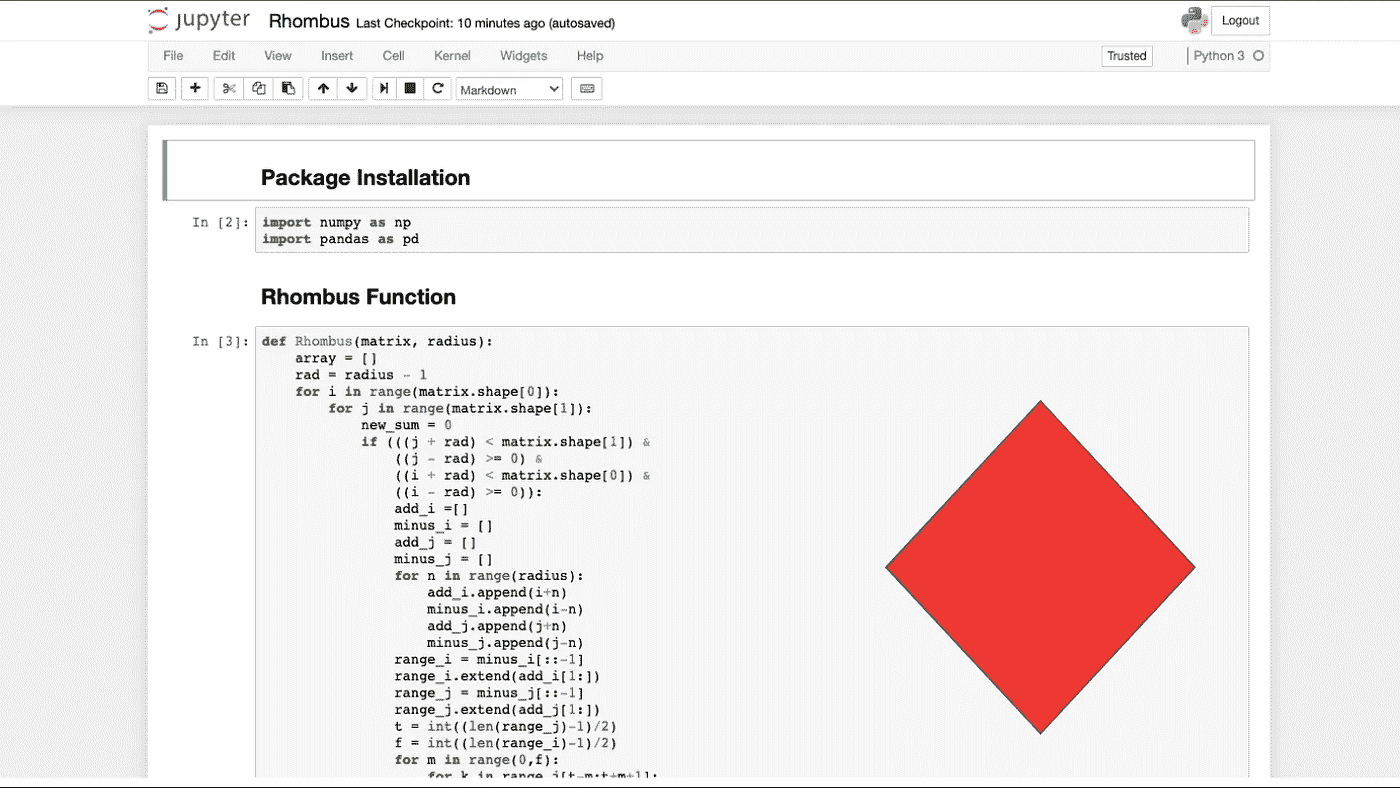 jupyter Rhombus Last Checkpoint: 10 minutes ago (autosaved) Logout
File Edit View Insert Cell Kernel Widgets Help Trusted Python 3
Markdown
Package Installation
In [2]: import numpy as np
import pandas as pd
Rhombus Function
In [3]: def Rhombus(matrix, radius):
    array = []
    rad = radius - 1
    for i in range(matrix.shape[0]):
        for j in range(matrix.shape[1]):
            new_sum = 0
            if (((j + rad) < matrix.shape[1]) &
                ((j - rad) >= 0) &
                ((i + rad) < matrix.shape[0]) &
                ((i - rad) >= 0)):
                add_i =[]
                minus_i = []
                add_j = []
                minus_j = []
                for n in range(radius):
                    add_i.append(i+n)
                    minus_i.append(i-n)
                    add_j.append(j+n)
                    minus_j.append(j-n)
                range_i = minus_i[::-1]
                range_i.extend(add_i[1:])
                range_j = minus_j[::-1]
                range_j.extend(add_j[1:])
                t = int((len(range_j)-1)/2)
                f = int((len(range_i)-1)/2)
                for m in range(0,f):
                    for k in range_j[t-m:t+m+1]: